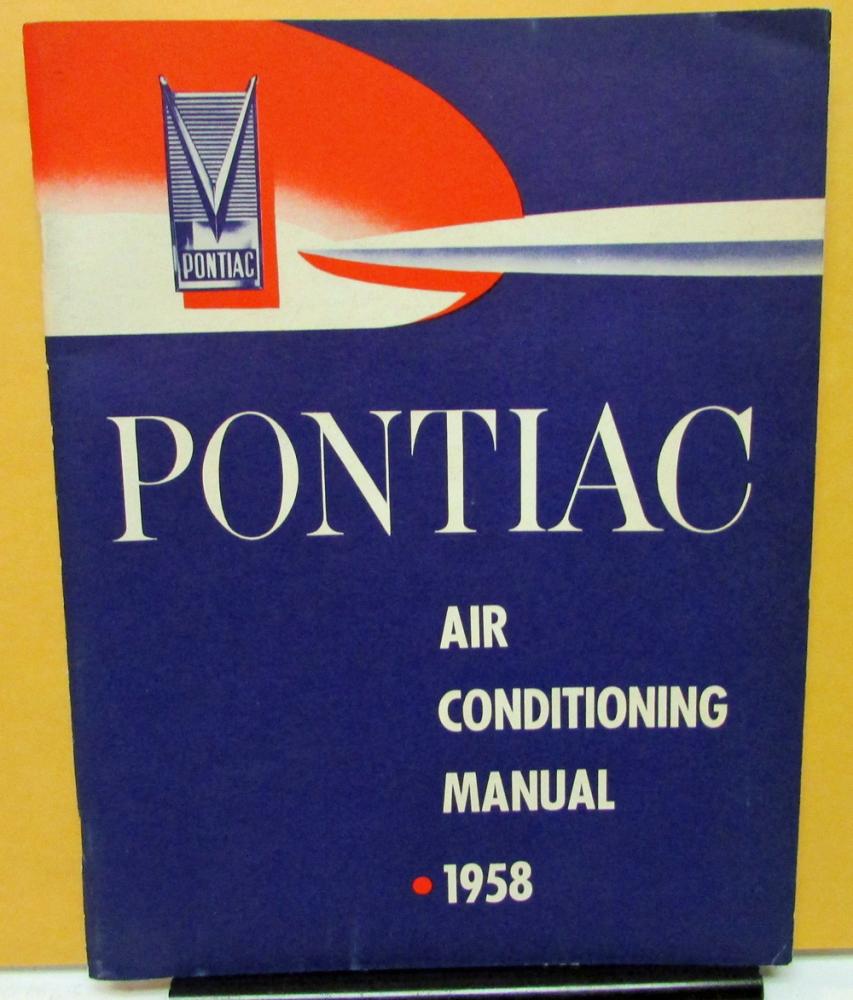 PONTIAC
PONTIAC
AIR
CONDITIONING
MANUAL
• 1958